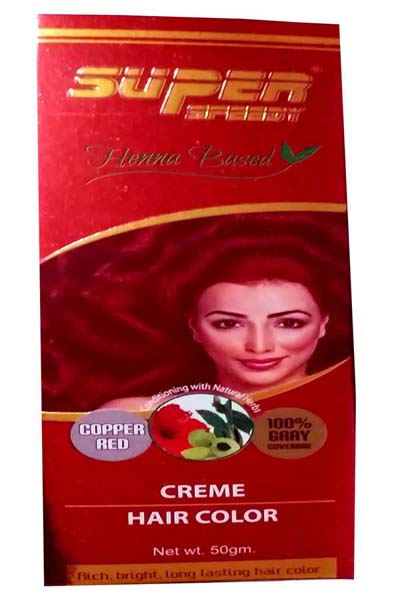 SUPER
SPEEDY
Henna Based
Conditioning with Natural Herbs
COPPER
RED
100%
GRAY
COVERAGE
CREME
HAIR COLOR
Net wt. 50gm.
Rich, bright, long lasting hair color